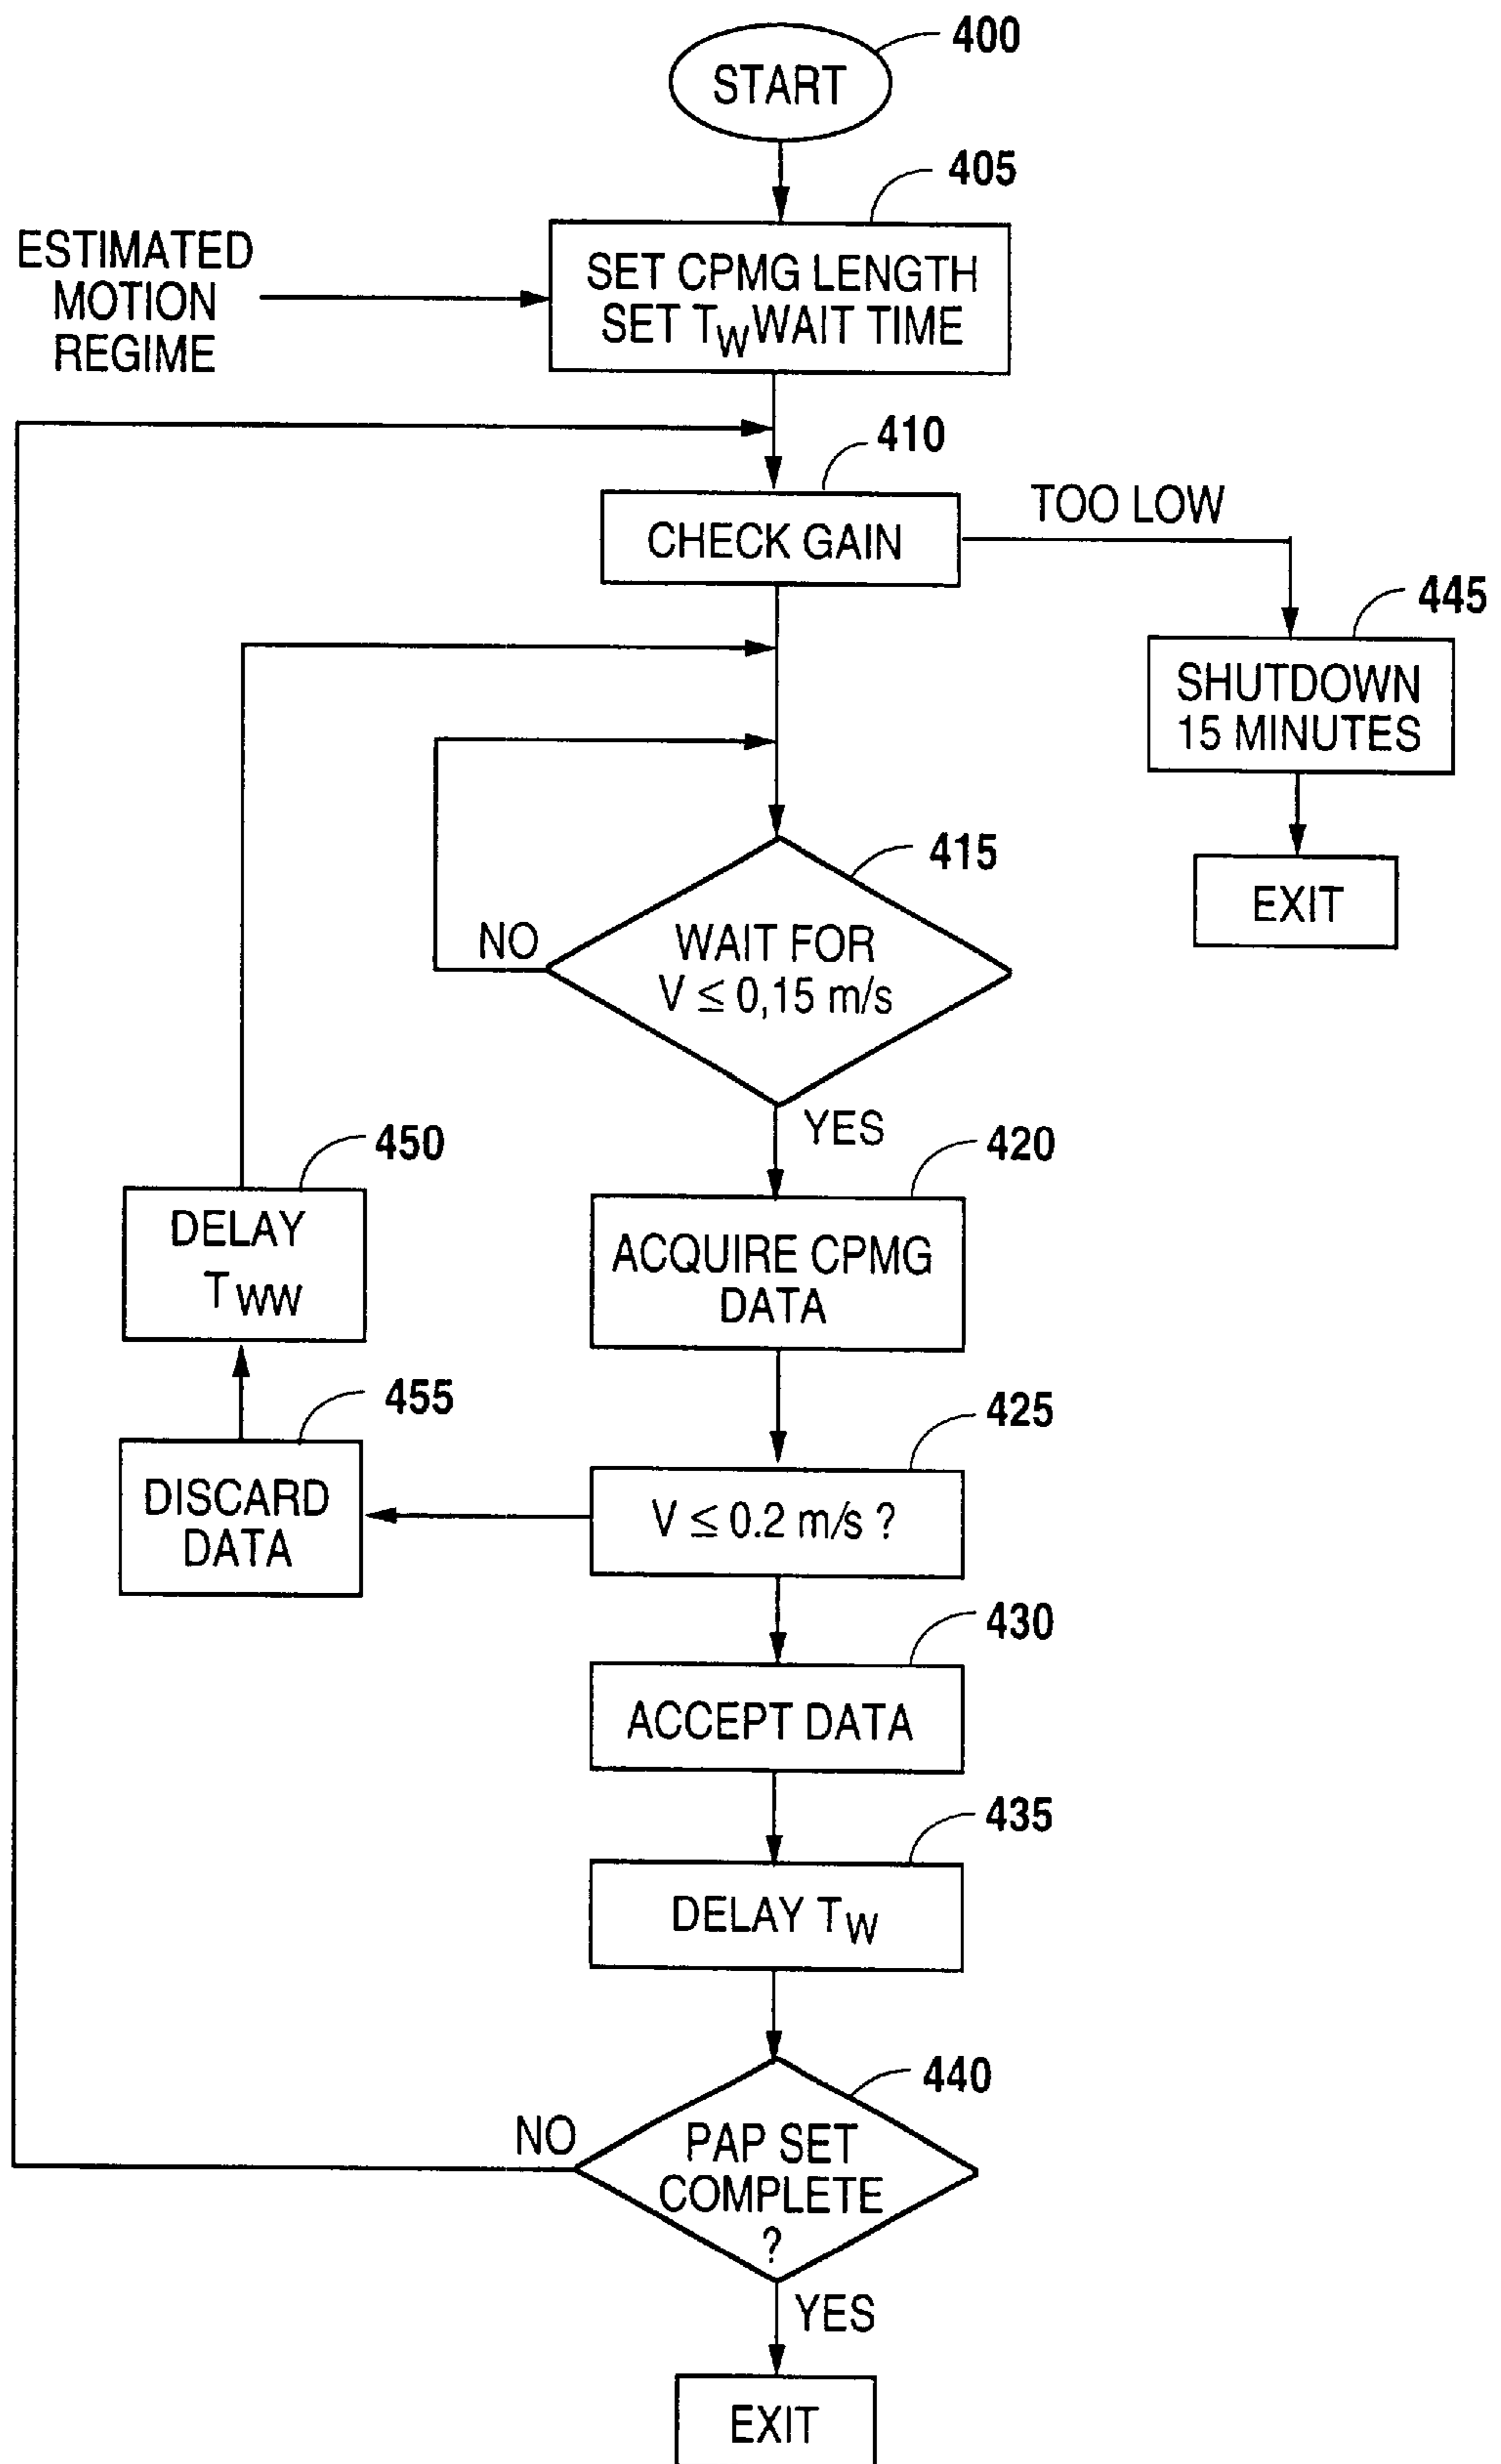 400
START
405
ESTIMATED
MOTION
REGIME
SET CPMG LENGTH
SET TW WAIT TIME
410
CHECK GAIN
TOO LOW
445
SHUTDOWN
15 MINUTES
EXIT
415
NO
WAIT FOR
V ≤ 0,15 m/s
YES
420
ACQUIRE CPMG
DATA
450
DELAY
TWW
455
DISCARD
DATA
425
V ≤ 0.2 m/s ?
430
ACCEPT DATA
435
DELAY TW
440
NO
PAP SET
COMPLETE
?
YES
EXIT